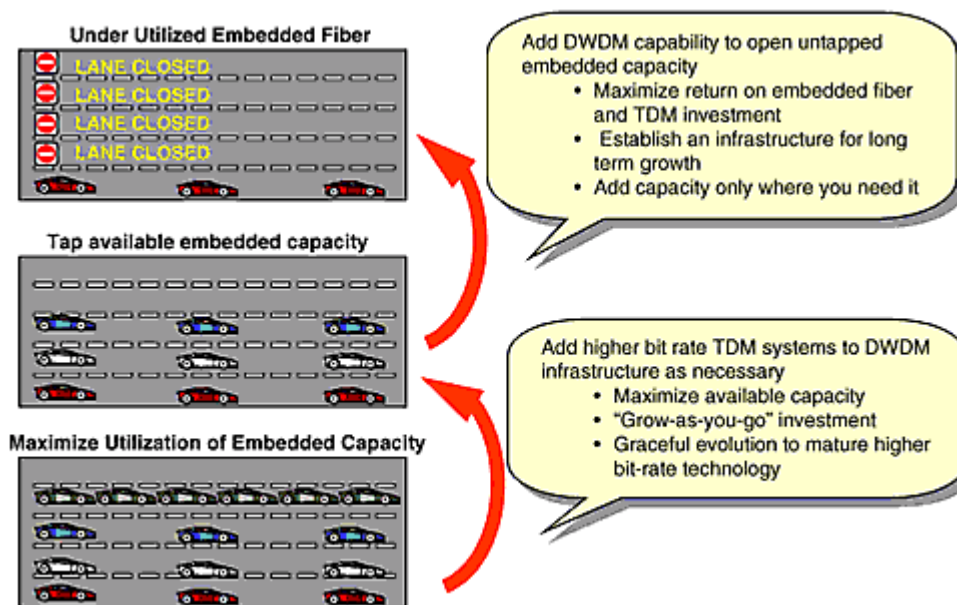 Under Utilized Embedded Fiber
LANE CLOSED
LANE CLOSED
LANE CLOSED
LANE CLOSED
Add DWDM capability to open untapped
embedded capacity
• Maximize return on embedded fiber
and TDM investment
• Establish an infrastructure for long
term growth
• Add capacity only where you need it
Tap available embedded capacity
Add higher bit rate TDM systems to DWDM
infrastructure as necessary
• Maximize available capacity
• “Grow-as-you-go” investment
• Graceful evolution to mature higher
bit-rate technology
Maximize Utilization of Embedded Capacity